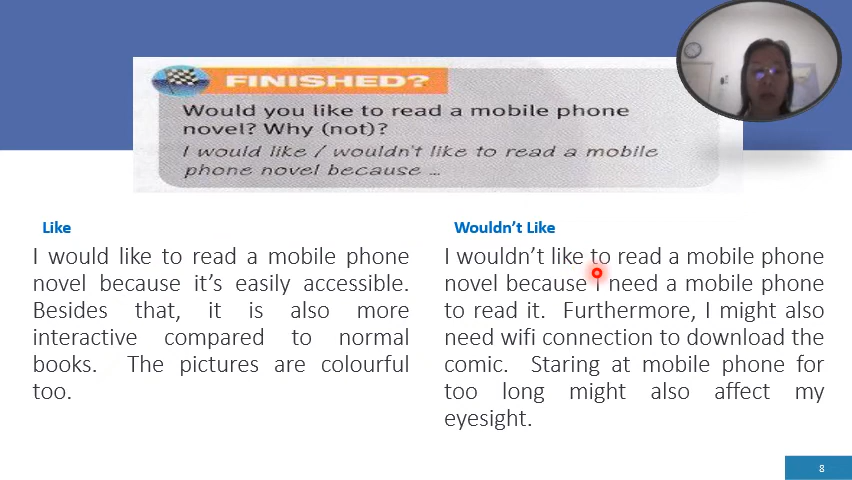 FINISHED?
Would you like to read a mobile phone
novel? Why (not)?
I would like / wouldn't like to read a mobile
phone novel because ...
Like
I would like to read a mobile phone
novel because it's easily accessible.
Besides that, it is also more
interactive compared to normal
books. The pictures are colourful
too.
Wouldn't Like
I wouldn't like to read a mobile phone
novel because I need a mobile phone
to read it. Furthermore, I might also
need wifi connection to download the
comic. Staring at mobile phone for
too long might also affect my
eyesight.
8